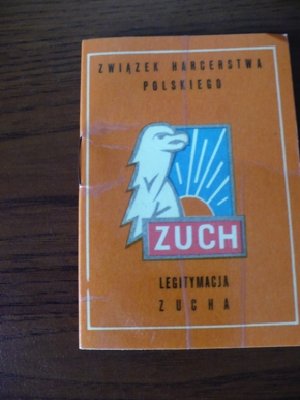 ZWIĄZEK HARCERSTWA
POLSKIEGO
ZUCH
LEGITYMACJA
ZUCHA